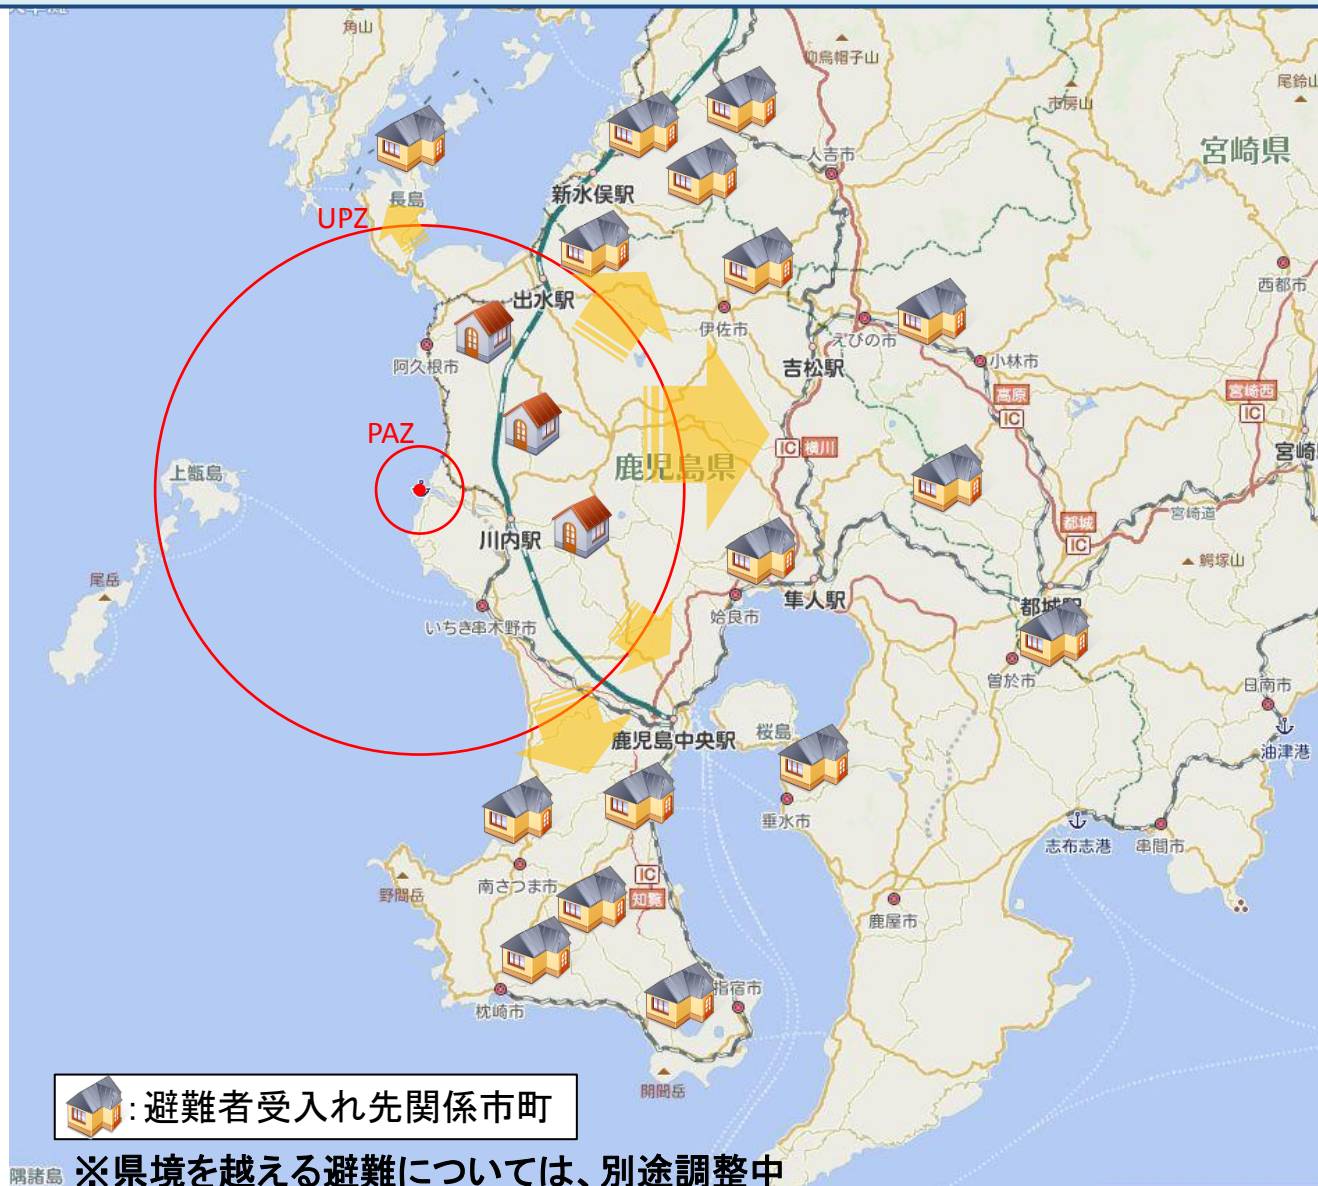 角山
仰烏帽子山
尾鈴山
市房山
宮崎県
人吉市
長島
新水俣駅
UPZ
西都市
出水駅
伊佐市
えびの市
阿久根市
吉松駅
小林市
高原
IC
宮崎西
IC
PAZ
IC 横川
宮崎
上甑島
鹿児島県
宮崎道
都城
IC
川内駅
鰐塚山
尾岳
隼人駅
都城駅
姶良市
いちき串木野市
曽於市
日南市
桜島
鹿児島中央駅
油津港
垂水市
志布志港
串間市
南さつま市
IC
知覧
野間岳
鹿屋市
指宿市
枕崎市
開聞岳
:避難者受入れ先関係市町
隅諸島
※県境を越える避難については、別途調整中